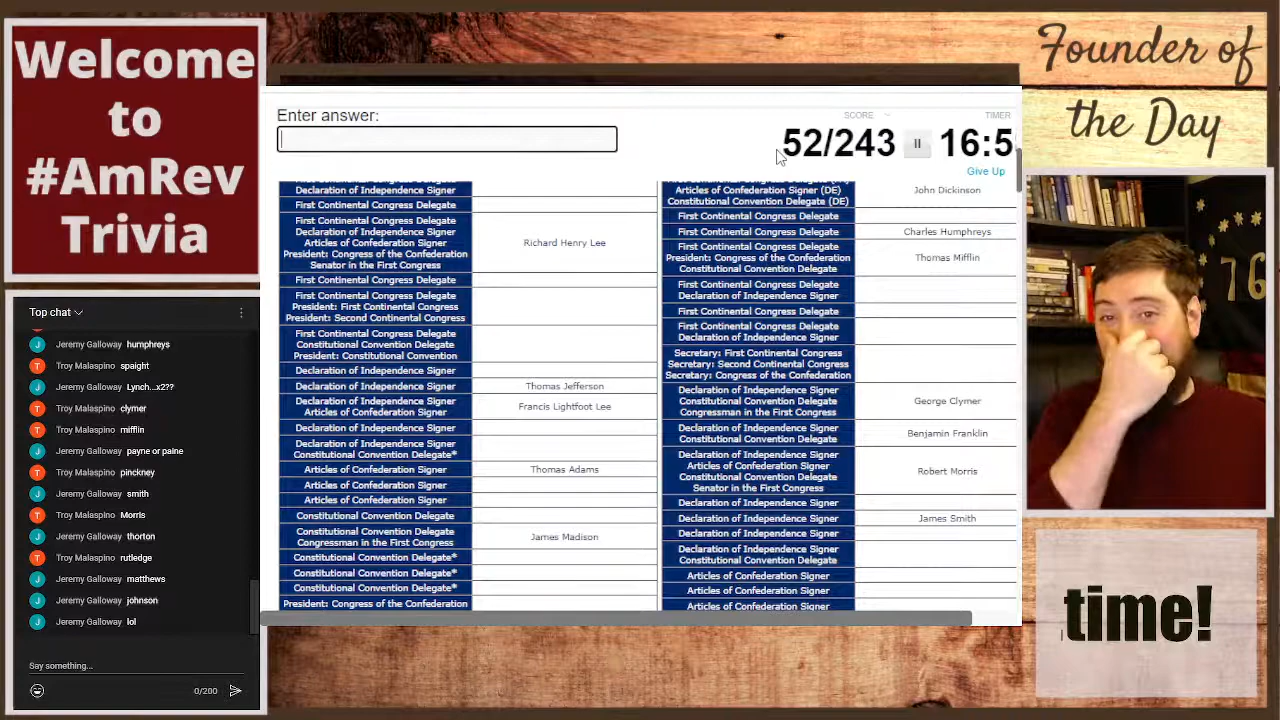 Welcome
to
#AmRev
Trivia
Top chat
Jeremy Galloway humphreys
Troy Malaspino spaight
Jeremy Galloway Lynch...x2??
Troy Malaspino clymer
Troy Malaspino mifflin
Jeremy Galloway payne or paine
Troy Malaspino pinckney
Jeremy Galloway smith
Troy Malaspino Morris
Jeremy Galloway thorton
Troy Malaspino rutledge
Jeremy Galloway matthews
Jeremy Galloway johnson
Jeremy Galloway lol
Say something...
0/200
Enter answer:
SCORE
TIMER
52/243
16:5
Give Up
Declaration of Independence Signer
First Continental Congress Delegate
First Continental Congress Delegate
Declaration of Independence Signer
Articles of Confederation Signer
President: Congress of the Confederation
Senator in the First Congress
Richard Henry Lee
First Continental Congress Delegate
First Continental Congress Delegate
President: First Continental Congress
President: Second Continental Congress
First Continental Congress Delegate
Constitutional Convention Delegate
President: Constitutional Convention
Declaration of Independence Signer
Declaration of Independence Signer
Thomas Jefferson
Declaration of Independence Signer
Articles of Confederation Signer
Francis Lightfoot Lee
Declaration of Independence Signer
Declaration of Independence Signer
Constitutional Convention Delegate*
Articles of Confederation Signer
Thomas Adams
Articles of Confederation Signer
Articles of Confederation Signer
Constitutional Convention Delegate
Constitutional Convention Delegate
Congressman in the First Congress
James Madison
Constitutional Convention Delegate*
Constitutional Convention Delegate*
Constitutional Convention Delegate*
President: Congress of the Confederation
Articles of Confederation Signer (DE)
Constitutional Convention Delegate (DE)
John Dickinson
First Continental Congress Delegate
First Continental Congress Delegate
Charles Humphreys
First Continental Congress Delegate
President: Congress of the Confederation
Constitutional Convention Delegate
Thomas Mifflin
First Continental Congress Delegate
Declaration of Independence Signer
First Continental Congress Delegate
First Continental Congress Delegate
Declaration of Independence Signer
Secretary: First Continental Congress
Secretary: Second Continental Congress
Secretary: Congress of the Confederation
Declaration of Independence Signer
Constitutional Convention Delegate
Congressman in the First Congress
George Clymer
Declaration of Independence Signer
Constitutional Convention Delegate
Benjamin Franklin
Declaration of Independence Signer
Articles of Confederation Signer
Constitutional Convention Delegate
Senator in the First Congress
Robert Morris
Declaration of Independence Signer
Declaration of Independence Signer
James Smith
Declaration of Independence Signer
Declaration of Independence Signer
Constitutional Convention Delegate
Articles of Confederation Signer
Articles of Confederation Signer
Articles of Confederation Signer
Founder of
the Day
76
time!